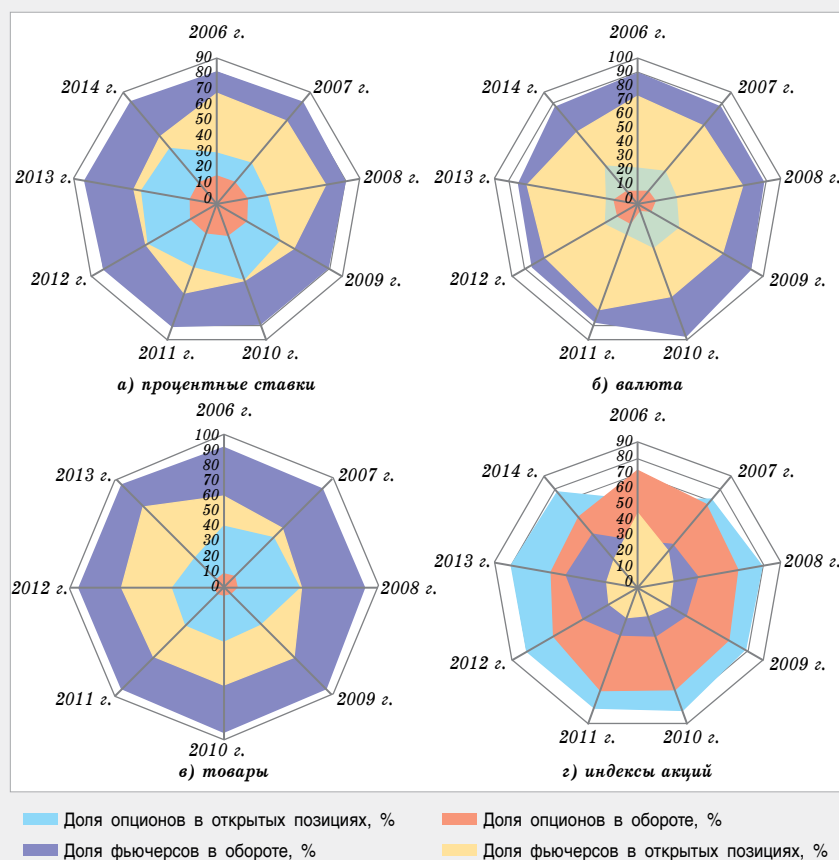 2006 г.
90
80
70
60
50
40
30
20
10
0
2007 г.
2008 г.
2009 г.
2010 г.
2011 г.
2012 г.
2013 г.
2014 г.
а) процентные ставки
2006 г.
100
90
80
70
60
50
40
30
20
10
0
2007 г.
2008 г.
2009 г.
2010 г.
2011 г.
2012 г.
2013 г.
2014 г.
б) валюта
2006 г.
100
90
80
70
60
50
40
30
20
10
0
2007 г.
2008 г.
2009 г.
2010 г.
2011 г.
2012 г.
2013 г.
в) товары
2006 г.
90
80
70
60
50
40
30
20
10
0
2007 г.
2008 г.
2009 г.
2010 г.
2011 г.
2012 г.
2013 г.
2014 г.
г) индексы акций
Доля опционов в открытых позициях, %
Доля опционов в обороте, %
Доля фьючерсов в обороте, %
Доля фьючерсов в открытых позициях, %